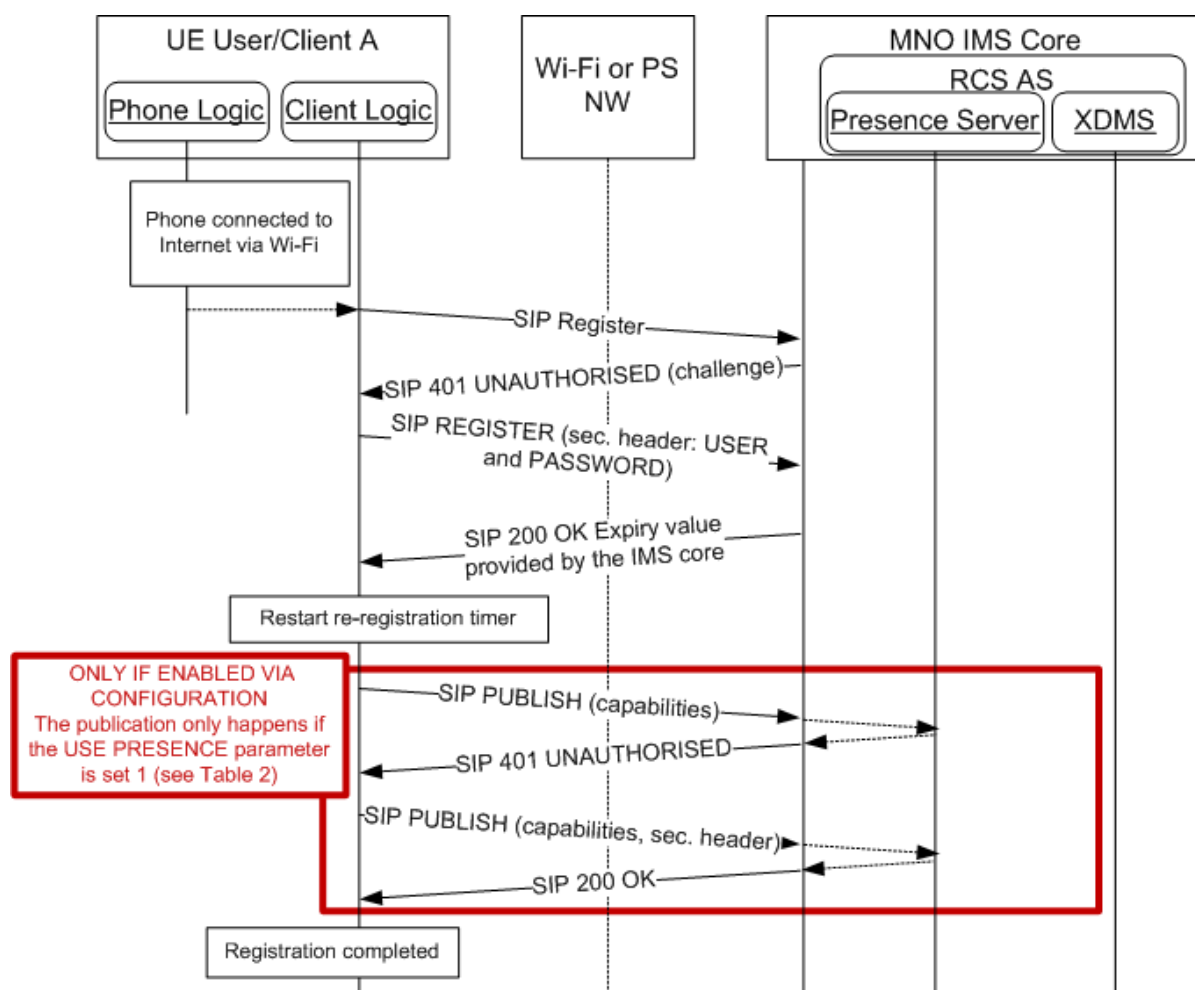 UE User/Client A
Phone Logic
Client Logic
Wi-Fi or PS
NW
MNO IMS Core
RCS AS
Presence Server
XDMS
Phone connected to
Internet via Wi-Fi
SIP Register
SIP 401 UNAUTHORISED (challenge)
SIP REGISTER (sec. header: USER
and PASSWORD)
SIP 200 OK Expiry value
provided by the IMS core
Restart re-registration timer
ONLY IF ENABLED VIA
CONFIGURATION
The publication only happens if
the USE PRESENCE parameter
is set 1 (see Table 2)
SIP PUBLISH (capabilities)
SIP 401 UNAUTHORISED
SIP PUBLISH (capabilities, sec. header)
SIP 200 OK
Registration completed